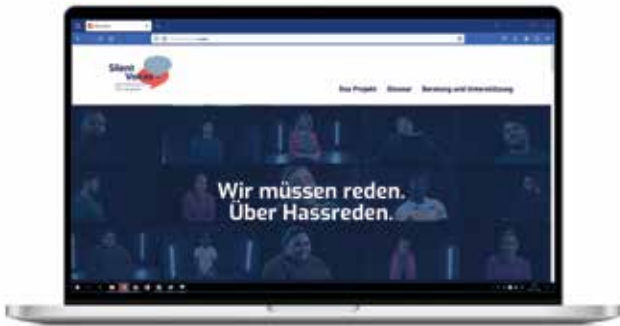 Silent
Voices
Das Projekt Glossar Beratung und Unterstützung
Wir müssen reden.
Über Hassreden.